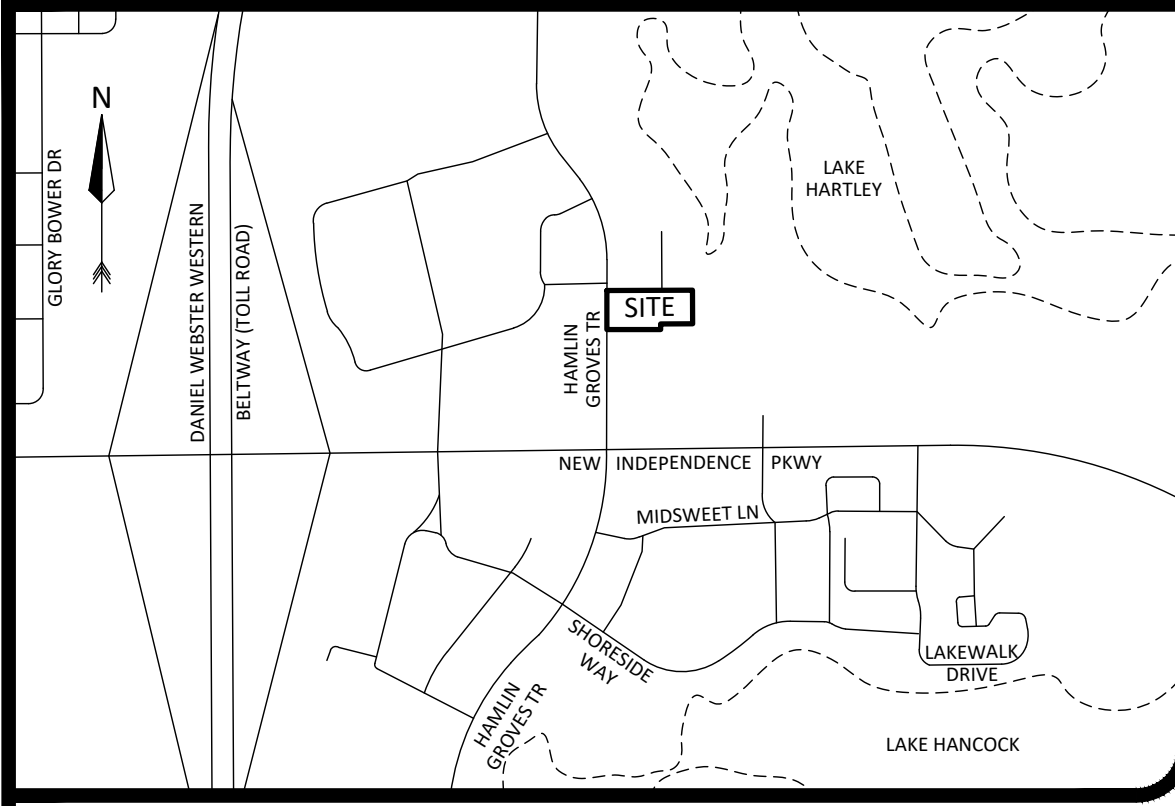 N
GLORY BOWER DR
DANIEL WEBSTER WESTERN
BELTWAY (TOLL ROAD)
LAKE
HARTLEY
SITE
HAMLIN
GROVES TR
NEW INDEPENDENCE PKWY
MIDSWEET LN
SHORESIDE
WAY
LAKEWALK
DRIVE
HAMLIN
GROVES TR
LAKE HANCOCK